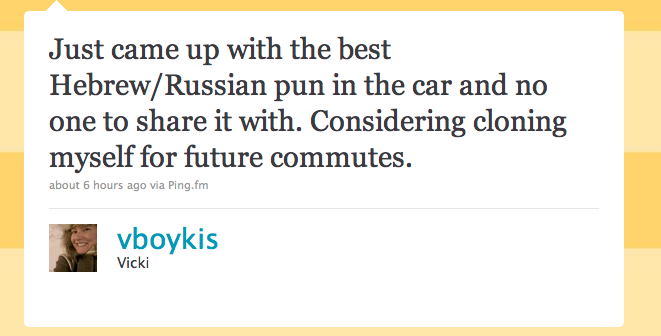 Just came up with the best
Hebrew/Russian pun in the car and no
one to share it with. Considering cloning
myself for future commutes.
about 6 hours ago via Ping.fm
vboykis
Vicki